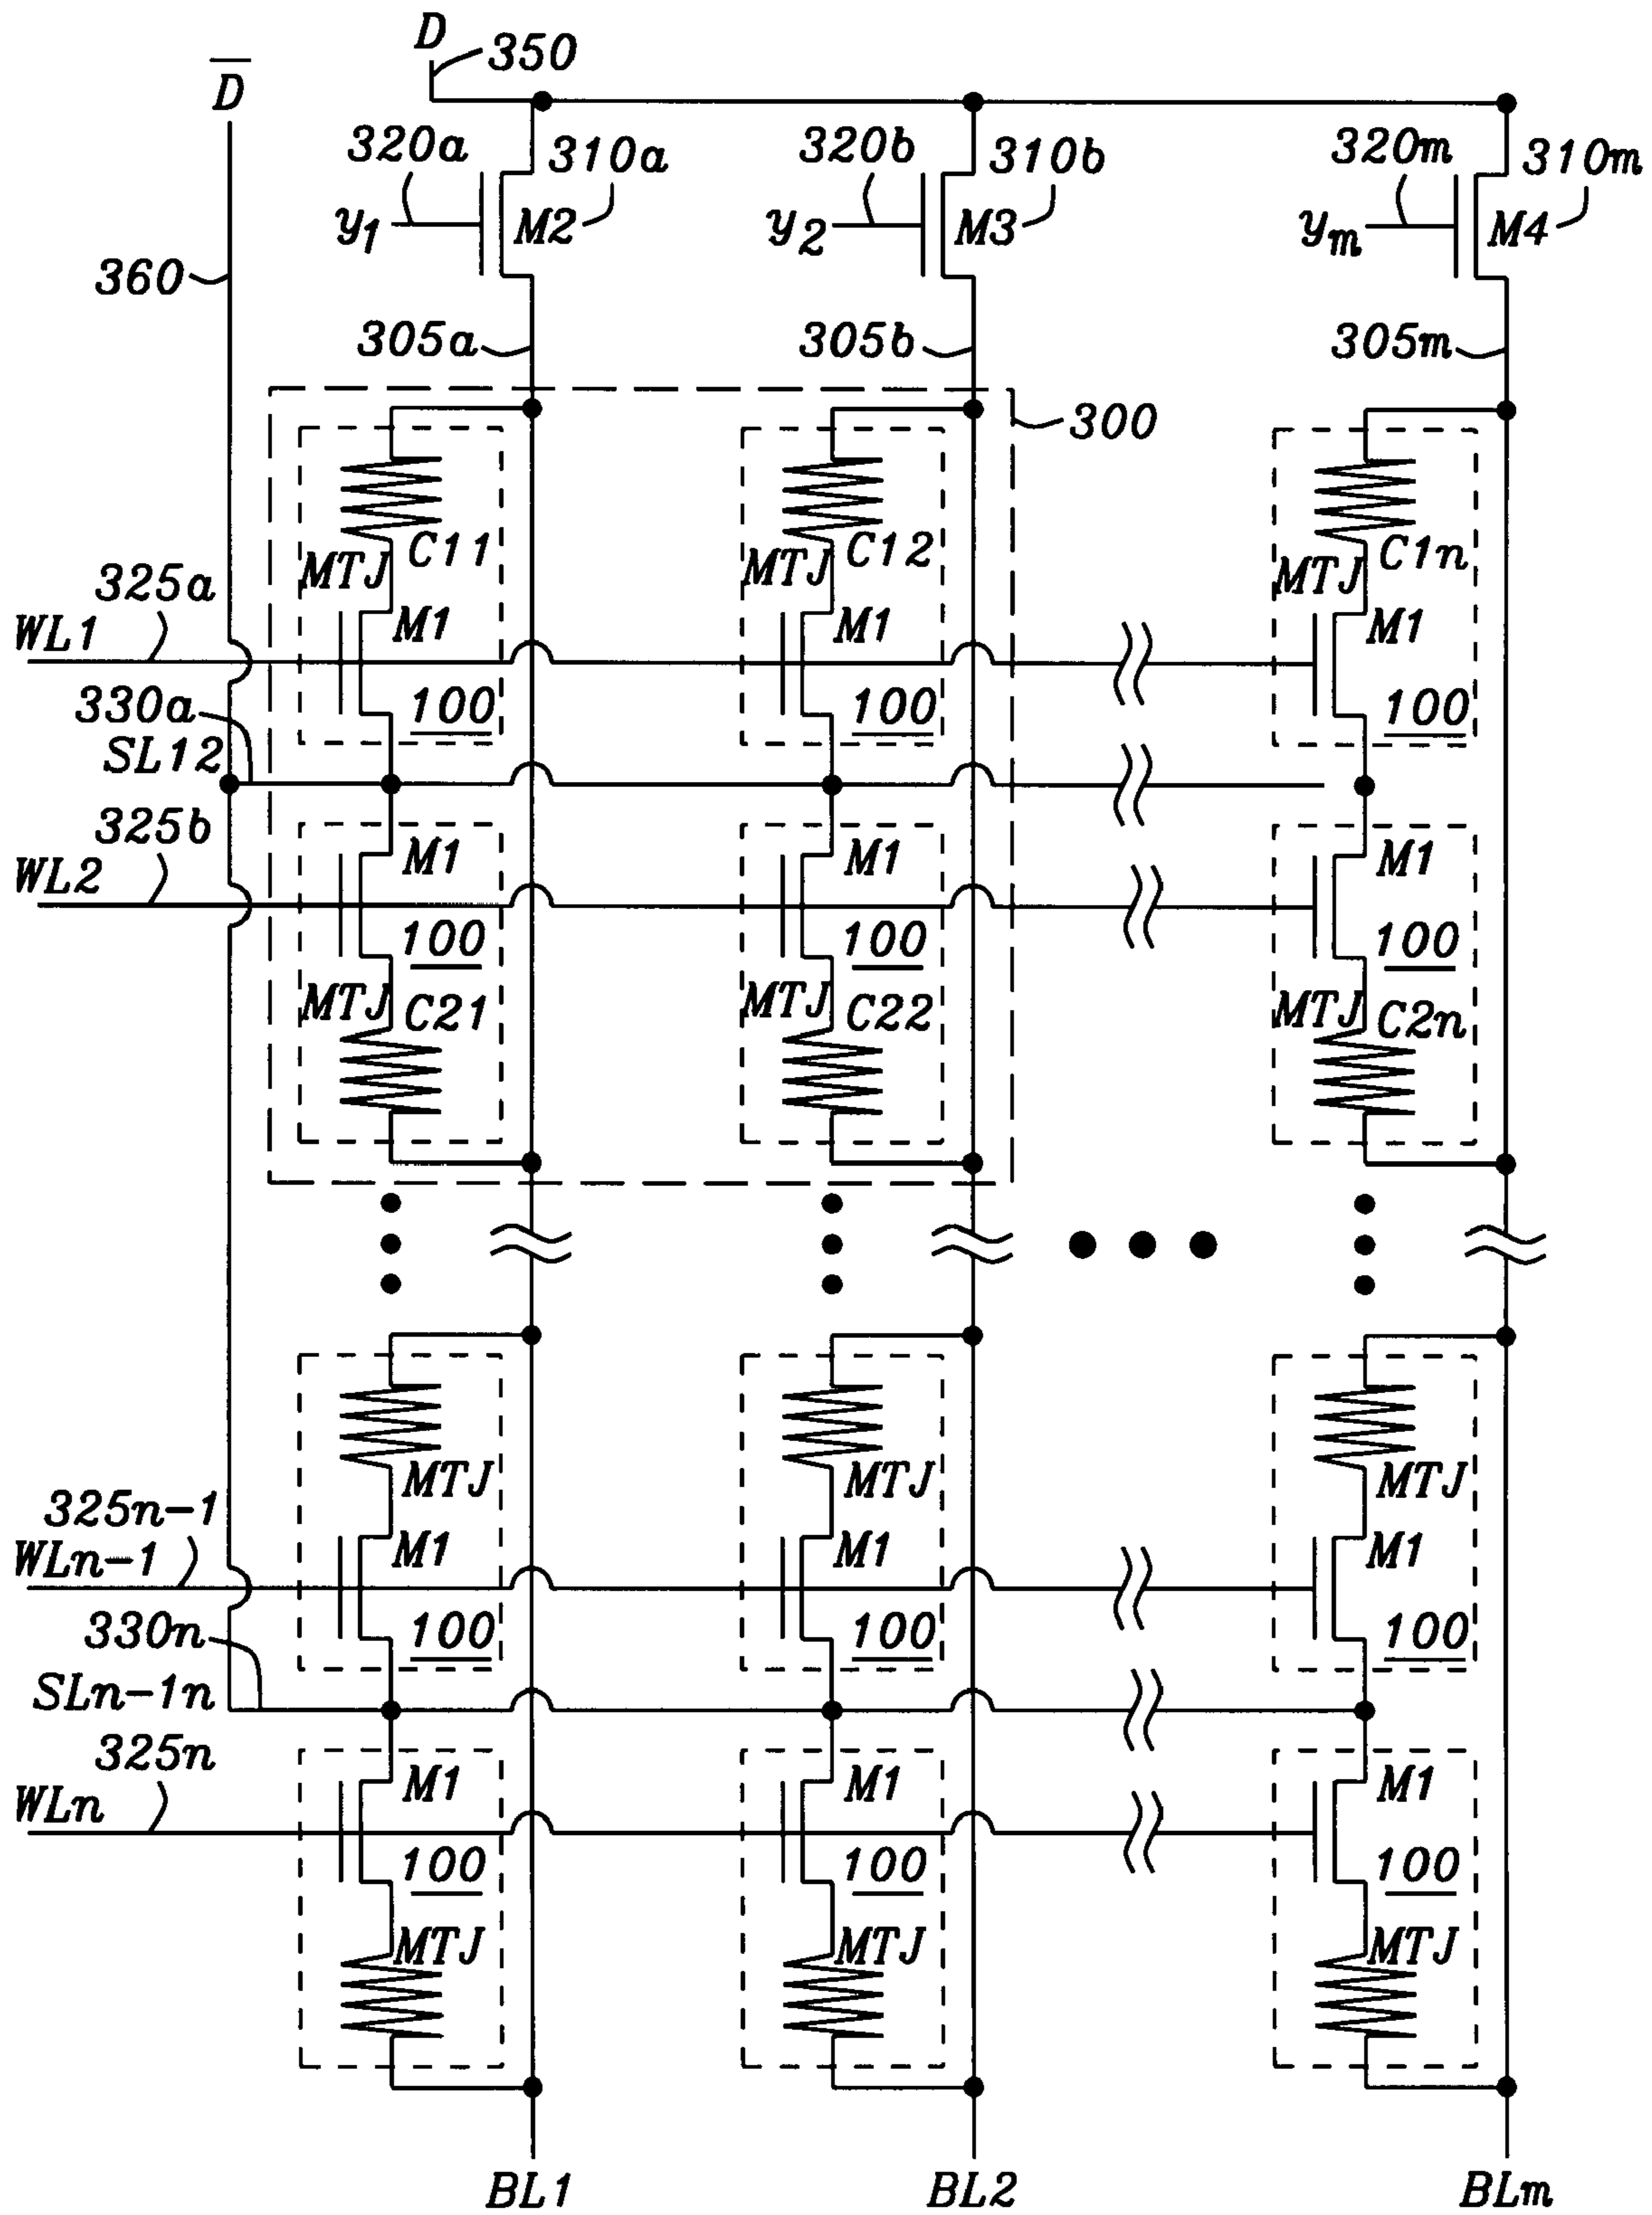 D
350
D̅
320a
310a
320b
310b
320m
310m
y1
M2
y2
M3
ym
M4
360
305a
305b
305m
300
C11
C12
C1n
MTJ
MTJ
MTJ
325a
WL1
M1
M1
M1
330a
100
100
100
SL12
325b
M1
M1
M1
WL2
100
100
100
MTJ
C21
MTJ
C22
MTJ
C2n
MTJ
MTJ
MTJ
325n-1
WLn-1
M1
M1
M1
330n
100
100
100
SLn-1n
325n
M1
M1
M1
WLn
100
100
100
MTJ
MTJ
MTJ
BL1
BL2
BLm